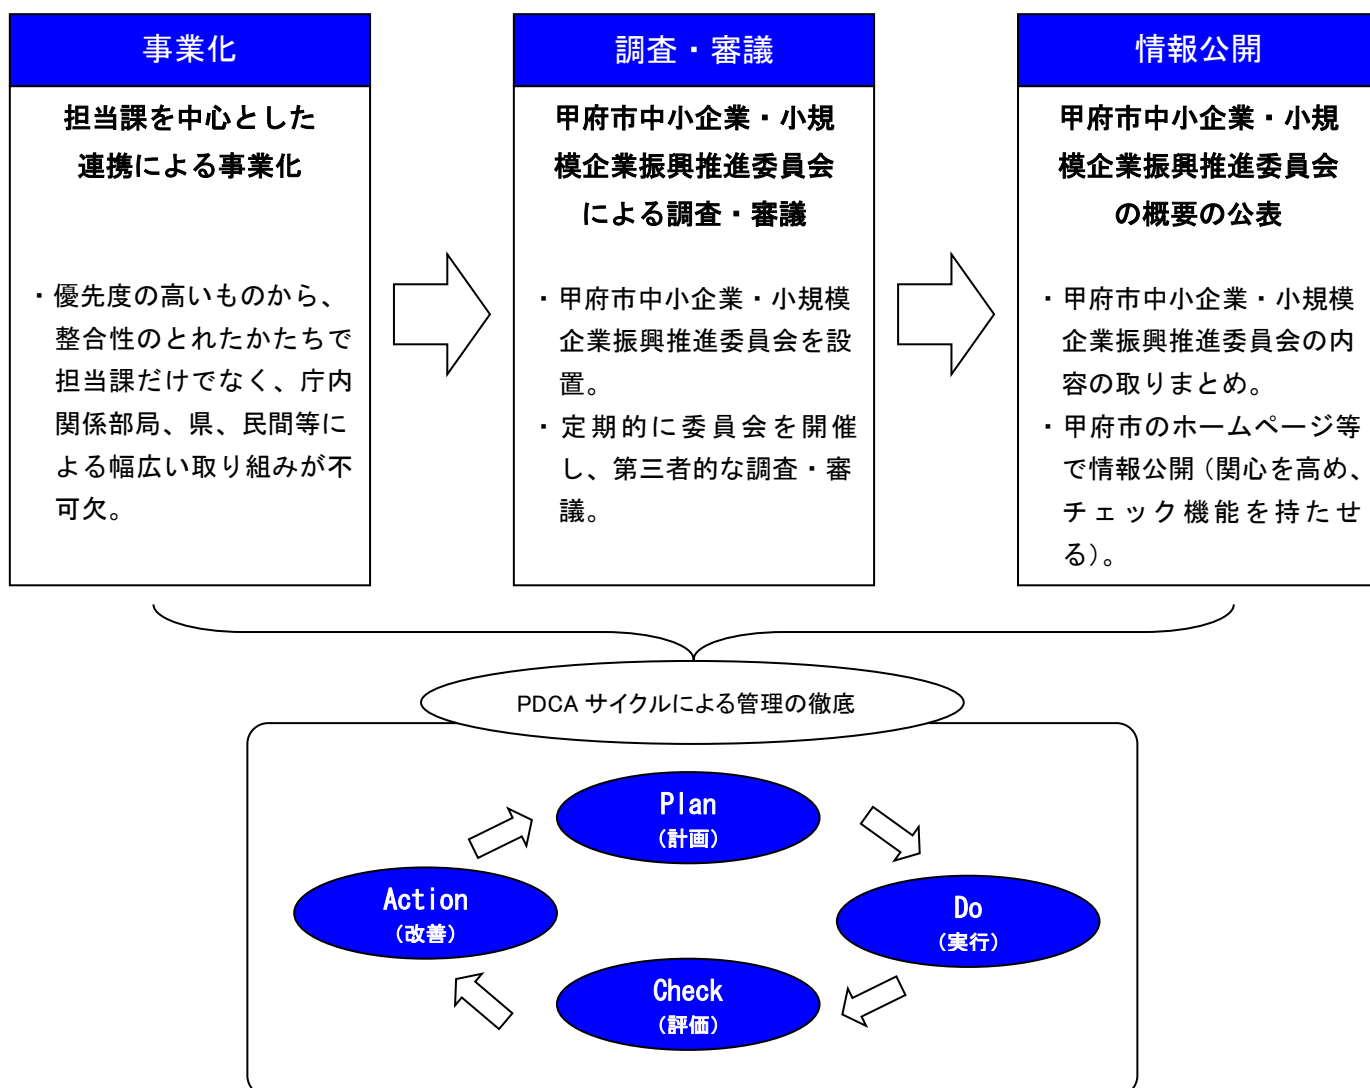 事業化
担当課を中心とした
連携による事業化
・優先度の高いものから、
整合性のとれたかたちで
担当課だけでなく、庁内
関係部局、県、民間等に
よる幅広い取り組みが不
可欠。
調査・審議
甲府市中小企業・小規
模企業振興推進委員会
による調査・審議
・甲府市中小企業・小規模
企業振興推進委員会を設
置。
・定期的に委員会を開催
し、第三者的な調査・審
議。
情報公開
甲府市中小企業・小規
模企業振興推進委員会
の概要の公表
・甲府市中小企業・小規模
企業振興推進委員会の内
容の取りまとめ。
・甲府市のホームページ等
で情報公開（関心を高め、
チェック機能を持たせ
る）。
PDCA サイクルによる管理の徹底
Plan
（計画）
Do
（実行）
Check
（評価）
Action
（改善）